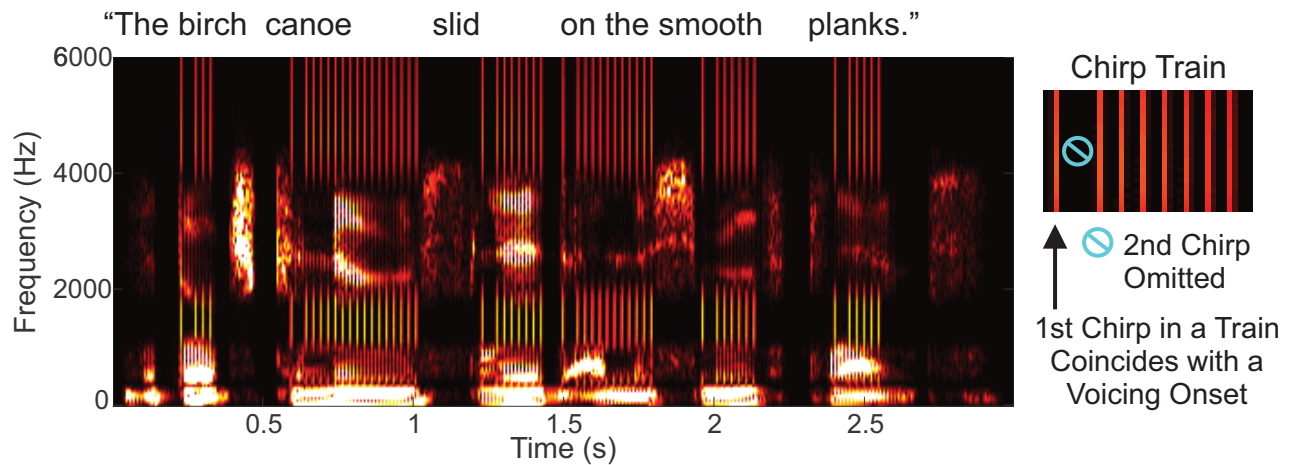 “The birch canoe slid on the smooth planks.”
6000
4000
2000
0
Frequency (Hz)
0.5 1 1.5 2 2.5
Time (s)
Chirp Train
2nd Chirp
Omitted
1st Chirp in a Train
Coincides with a
Voicing Onset